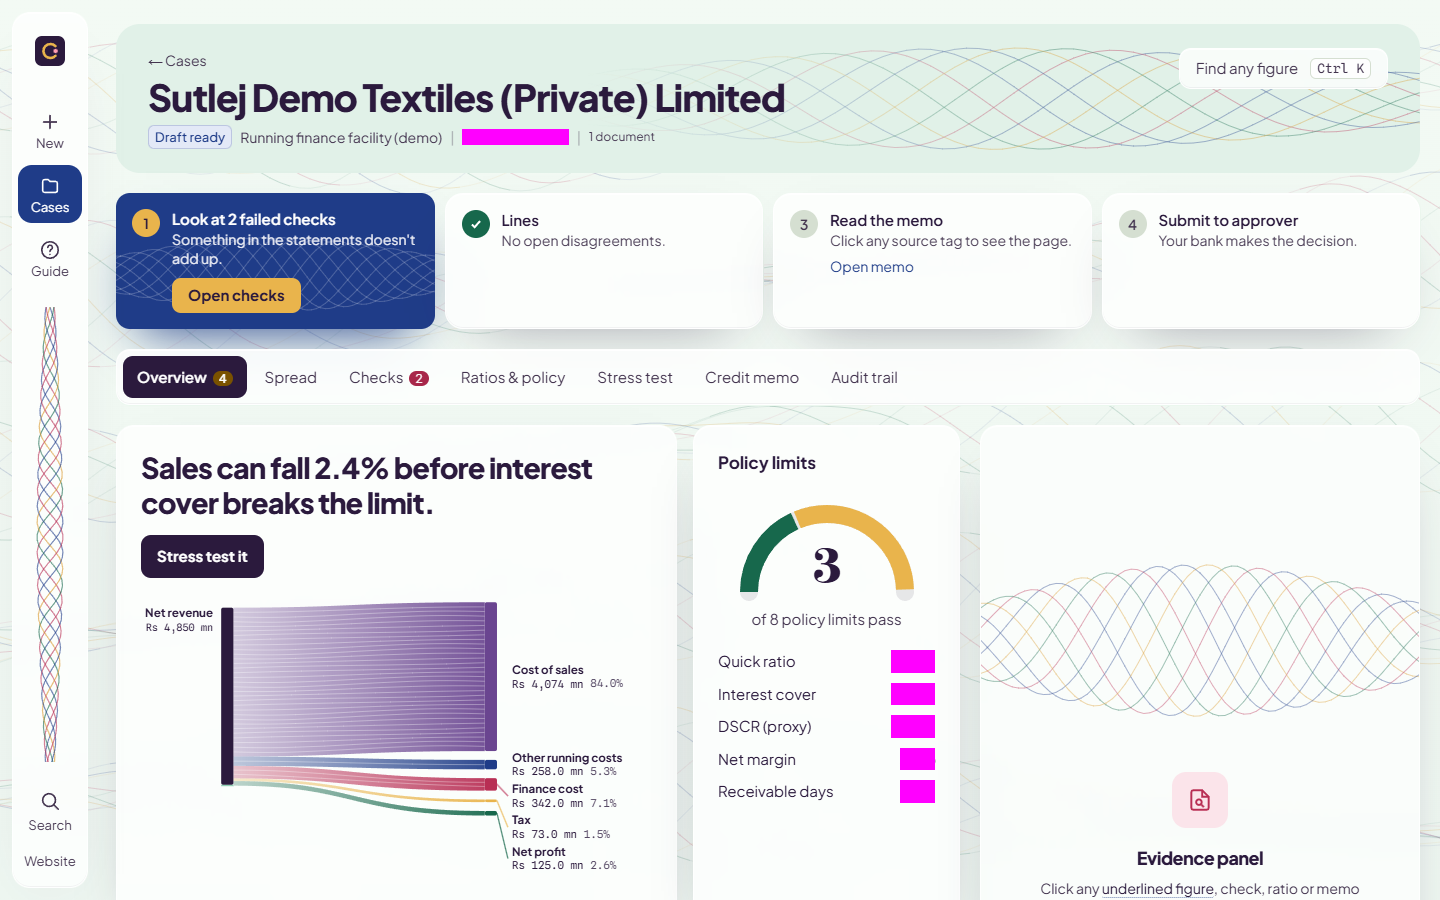 ← Cases
Sutlej Demo Textiles (Private) Limited
Draft ready Running finance facility (demo) | | 1 document
Find any figure Ctrl K
New
Cases
Guide
Search
Website
1 Look at 2 failed checks
Something in the statements doesn't
add up.
Open checks
Lines
No open disagreements.
3 Read the memo
Click any source tag to see the page.
Open memo
4 Submit to approver
Your bank makes the decision.
Overview 4 Spread Checks 2 Ratios & policy Stress test Credit memo Audit trail
Sales can fall 2.4% before interest
cover breaks the limit.
Stress test it
Net revenue
Rs 4,850 mn
Cost of sales
Rs 4,074 mn 84.0%
Other running costs
Rs 258.0 mn 5.3%
Finance cost
Rs 342.0 mn 7.1%
Tax
Rs 73.0 mn 1.5%
Net profit
Rs 125.0 mn 2.6%
Policy limits
3
of 8 policy limits pass
Quick ratio
Interest cover
DSCR (proxy)
Net margin
Receivable days
Evidence panel
Click any underlined figure, check, ratio or memo